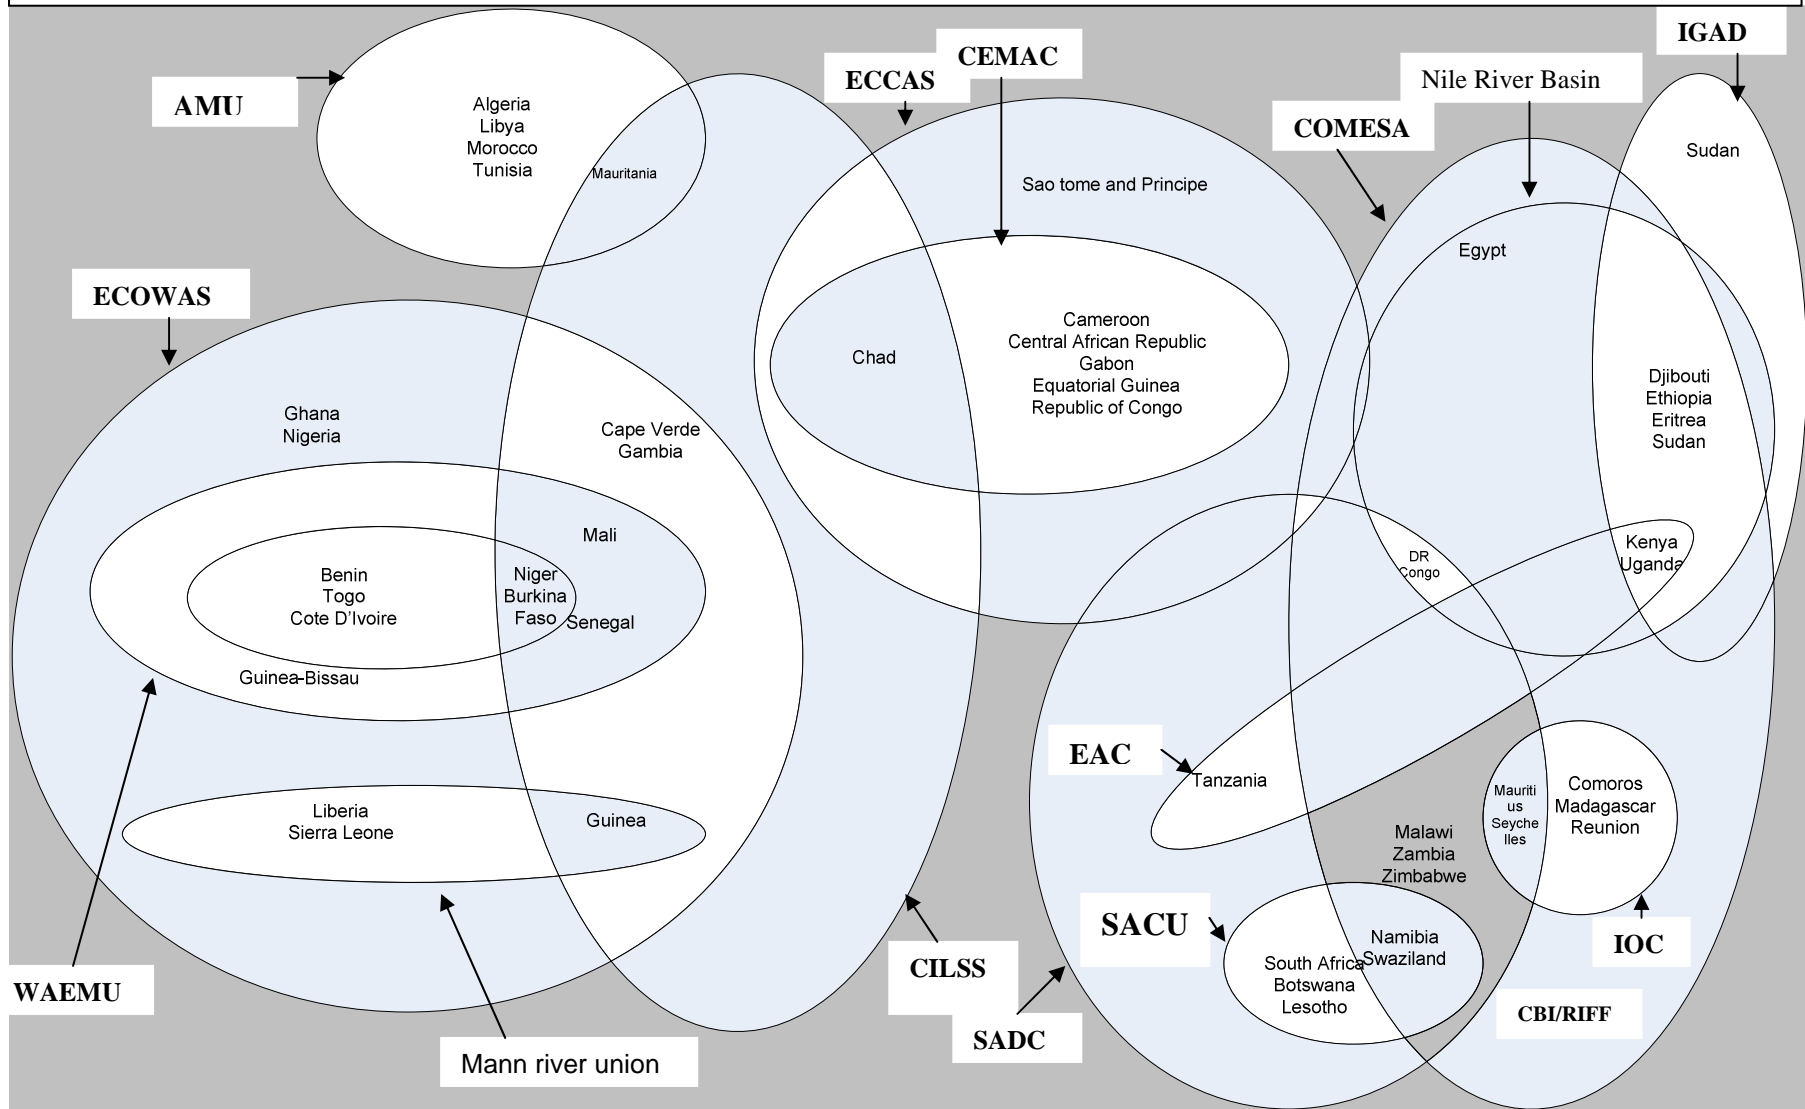 IGAD
CEMAC
ECCAS
Nile River Basin
AMU
COMESA
Algeria
Libya
Morocco
Tunisia
Mauritania
Sao tome and Principe
Sudan
Egypt
ECOWAS
Cameroon
Central African Republic
Gabon
Equatorial Guinea
Republic of Congo
Chad
Djibouti
Ethiopia
Eritrea
Sudan
Ghana
Nigeria
Cape Verde
Gambia
Mali
Niger
Burkina
Faso
Senegal
Benin
Togo
Cote D'Ivoire
Guinea-Bissau
DR
Congo
Kenya
Uganda
EAC
Tanzania
Mauriti
us
Seyche
lles
Comoros
Madagascar
Reunion
Liberia
Sierra Leone
Guinea
Malawi
Zambia
Zimbabwe
SACU
Namibia
Swaziland
South Africa
Botswana
Lesotho
IOC
CILSS
WAEMU
CBI/RIFF
SADC
Mann river union